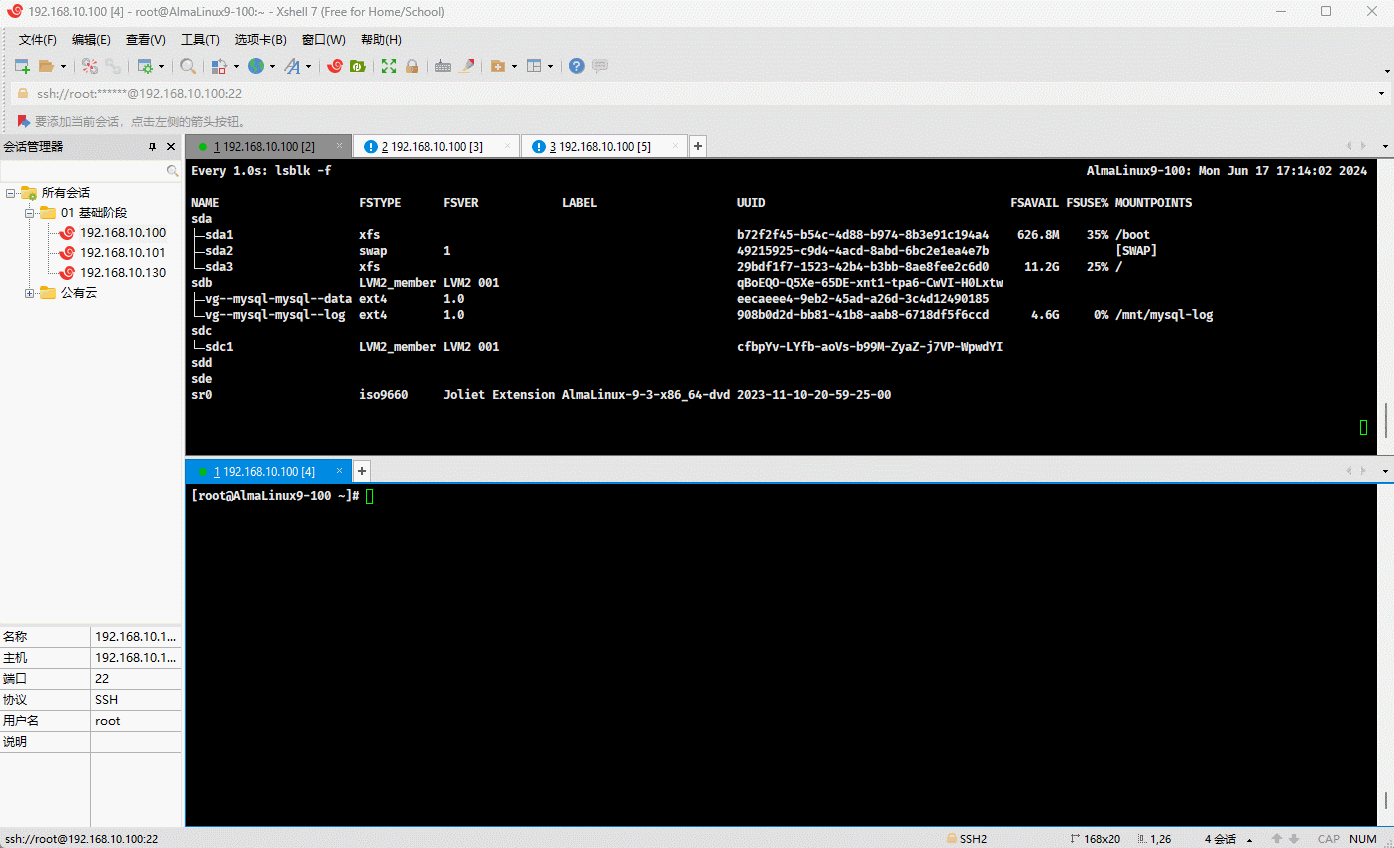 192.168.10.100 [4] - root@AlmaLinux9-100:~ - Xshell 7 (Free for Home/School)
文件(F) 编辑(E) 查看(V) 工具(T) 选项卡(B) 窗口(W) 帮助(H)
ssh://root:******@192.168.10.100:22
要添加当前会话，点击左侧的箭头按钮。
会话管理器
所有会话
01 基础阶段
192.168.10.100
192.168.10.101
192.168.10.130
公有云
名称 192.168.10.1...
主机 192.168.10.1...
端口 22
协议 SSH
用户名 root
说明
1 192.168.10.100 [2] 2 192.168.10.100 [3] 3 192.168.10.100 [5]
Every 1.0s: lsblk -f AlmaLinux9-100: Mon Jun 17 17:14:02 2024
NAME FSTYPE FSVER LABEL UUID FSAVAIL FSUSE% MOUNTPOINTS
sda
├─sda1 xfs b72f2f45-b54c-4d88-b974-8b3e91c194a4 626.8M 35% /boot
├─sda2 swap 1 49215925-c9d4-4acd-8abd-6bc2e1ea4e7b [SWAP]
└─sda3 xfs 29bdf1f7-1523-42b4-b3bb-8ae8fee2c6d0 11.2G 25% /
sdb LVM2_member LVM2 001 qBoEQO-Q5Xe-65DE-xnt1-tpa6-CwVI-H0Lxtw
├─vg--mysql-mysql--data ext4 1.0 eecaeee4-9eb2-45ad-a26d-3c4d12490185
└─vg--mysql-mysql--log ext4 1.0 908b0d2d-bb81-41b8-aab8-6718df5f6ccd 4.6G 0% /mnt/mysql-log
sdc
└─sdc1 LVM2_member LVM2 001 cfbpYv-LYfb-aoVs-b99M-ZyaZ-j7VP-WpwdYI
sdd
sde
sr0 iso9660 Joliet Extension AlmaLinux-9-3-x86_64-dvd 2023-11-10-20-59-25-00
1 192.168.10.100 [4]
[root@AlmaLinux9-100 ~]#
ssh://root@192.168.10.100:22 SSH2 168x20 1,26 4 会话 CAP NUM